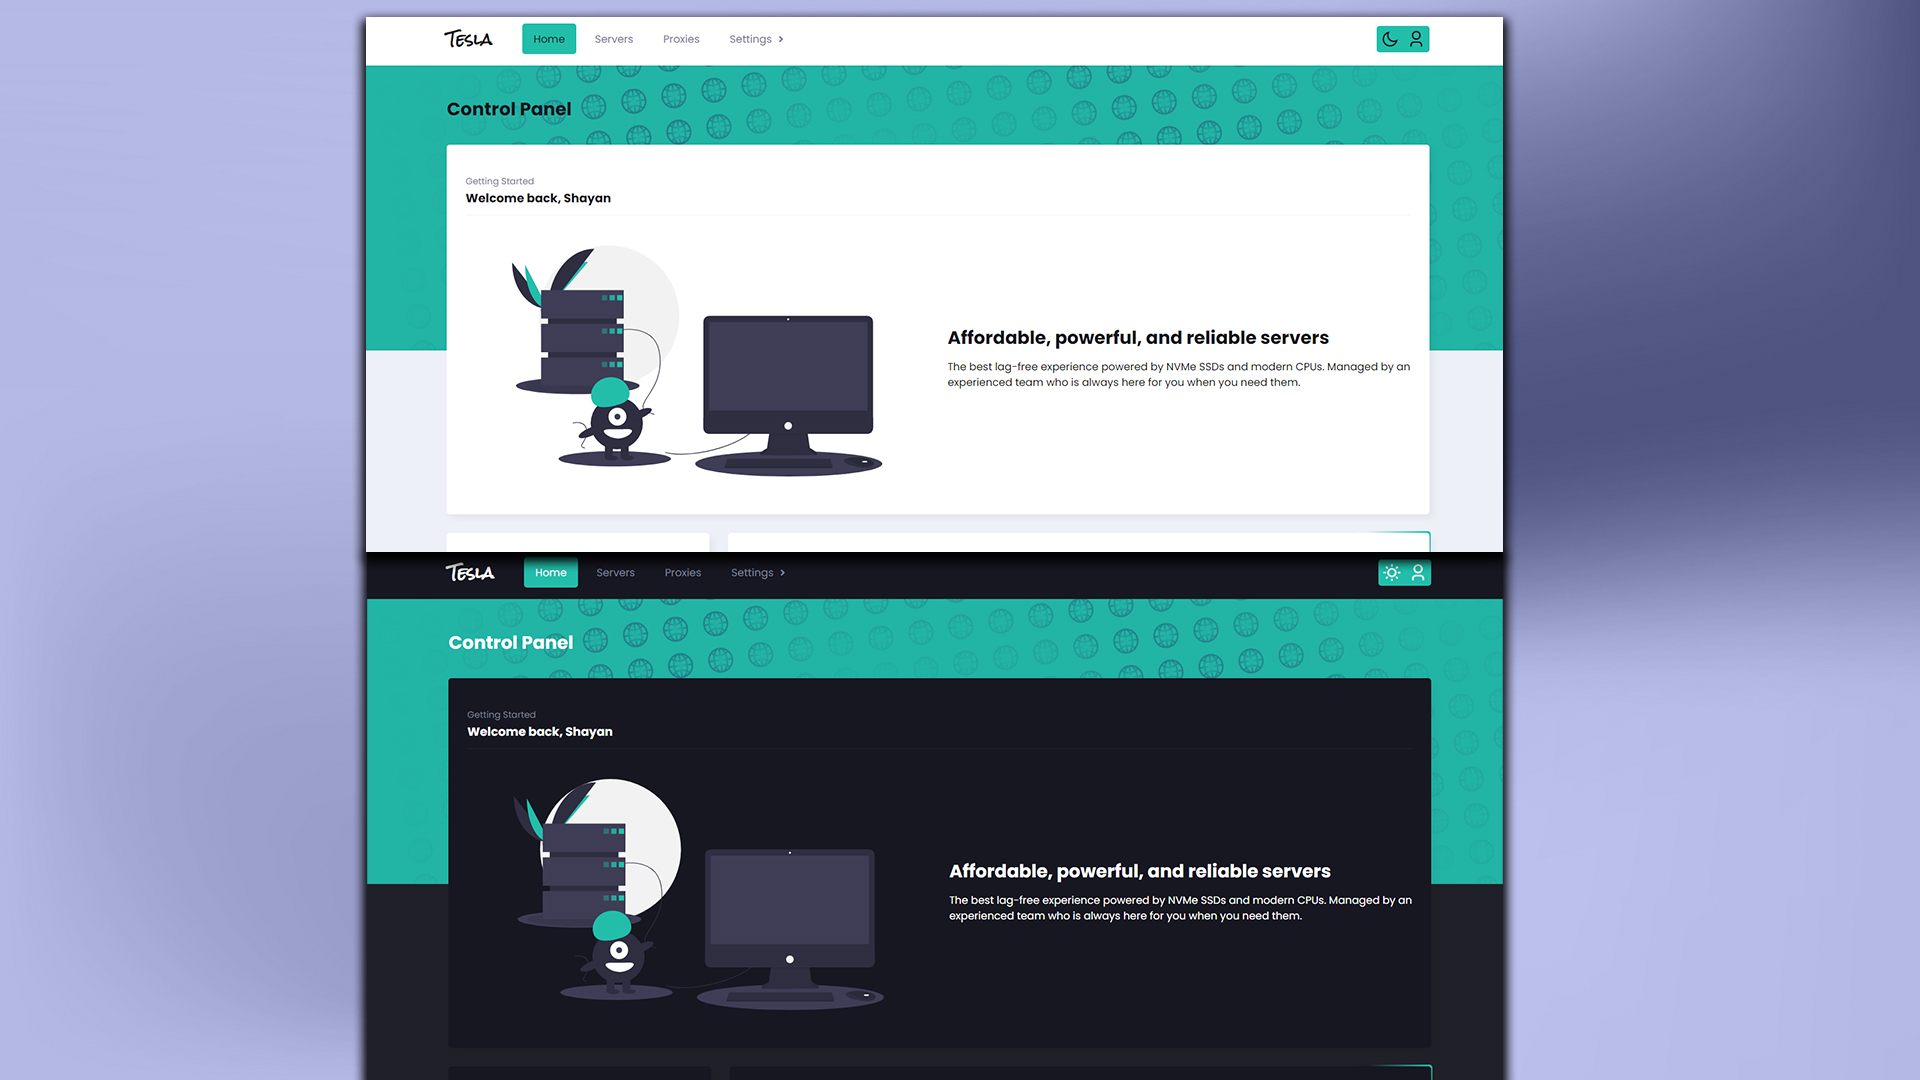 Tesla
Home
Servers
Proxies
Settings
Control Panel
Getting Started
Welcome back, Shayan
Affordable, powerful, and reliable servers
The best lag-free experience powered by NVMe SSDs and modern CPUs. Managed by an
experienced team who is always here for you when you need them.
Tesla
Home
Servers
Proxies
Settings
Control Panel
Getting Started
Welcome back, Shayan
Affordable, powerful, and reliable servers
The best lag-free experience powered by NVMe SSDs and modern CPUs. Managed by an
experienced team who is always here for you when you need them.